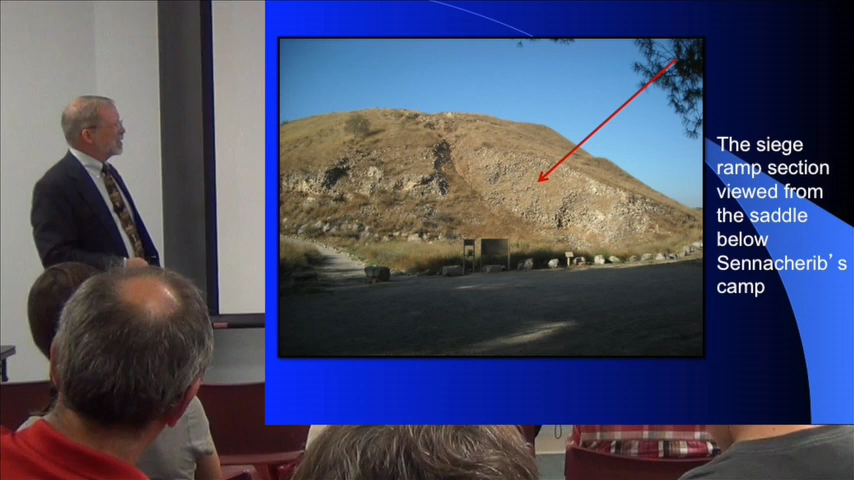 The siege
ramp section
viewed from
the saddle
below
Sennacherib's
camp